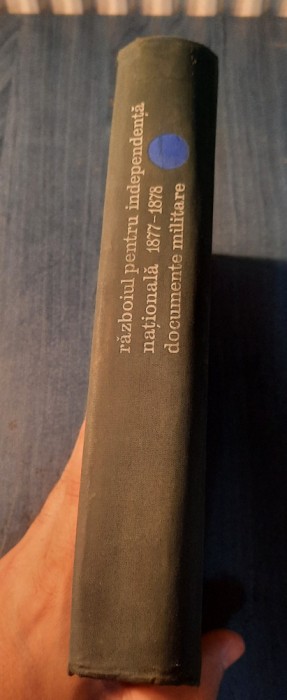 războiul pentru independență
națională 1877-1878
documente militare